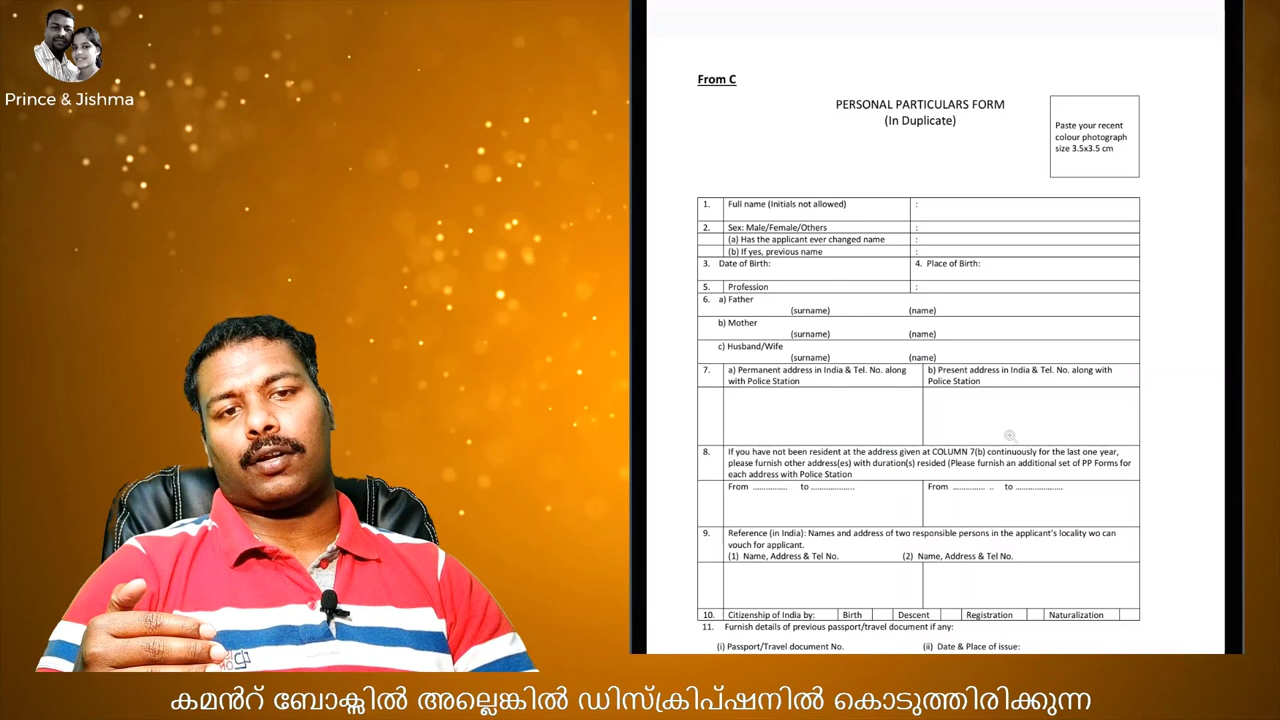 Prince & Jishma
From C
PERSONAL PARTICULARS FORM
(In Duplicate)
Paste your recent
colour photograph
size 3.5x3.5 cm
1. Full name (Initials not allowed) :
2. Sex: Male/Female/Others :
(a) Has the applicant ever changed name :
(b) If yes, previous name :
3. Date of Birth: 4. Place of Birth:
5. Profession :
6. a) Father
(surname) (name)
b) Mother
(surname) (name)
c) Husband/Wife
(surname) (name)
7. a) Permanent address in India & Tel. No. along
with Police Station
b) Present address in India & Tel. No. along with
Police Station
8. If you have not been resident at the address given at COLUMN 7(b) continuously for the last one year,
please furnish other address(es) with duration(s) resided (Please furnish an additional set of PP Forms for
each address with Police Station
From ................ to .................... From ............... .. to ......................
9. Reference (in India): Names and address of two responsible persons in the applicant's locality wo can
vouch for applicant.
(1) Name, Address & Tel No. (2) Name, Address & Tel No.
10. Citizenship of India by: Birth Descent Registration Naturalization
11. Furnish details of previous passport/travel document if any:
(i) Passport/Travel document No. (ii) Date & Place of issue:
കമൻറ് ബോക്സിൽ അല്ലെങ്കിൽ ഡിസ്ക്രിപ്ഷനിൽ കൊടുത്തിരിക്കുന്ന